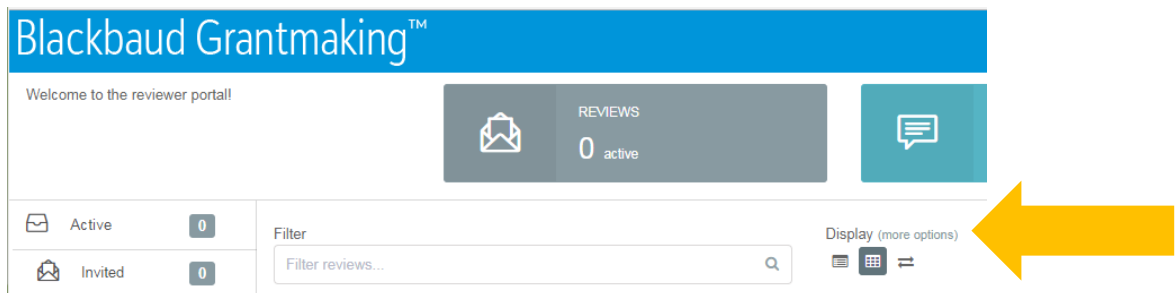 Blackbaud Grantmaking™
Welcome to the reviewer portal!
REVIEWS
0 active
Active 0
Invited 0
Filter
Filter reviews...
Display (more options)